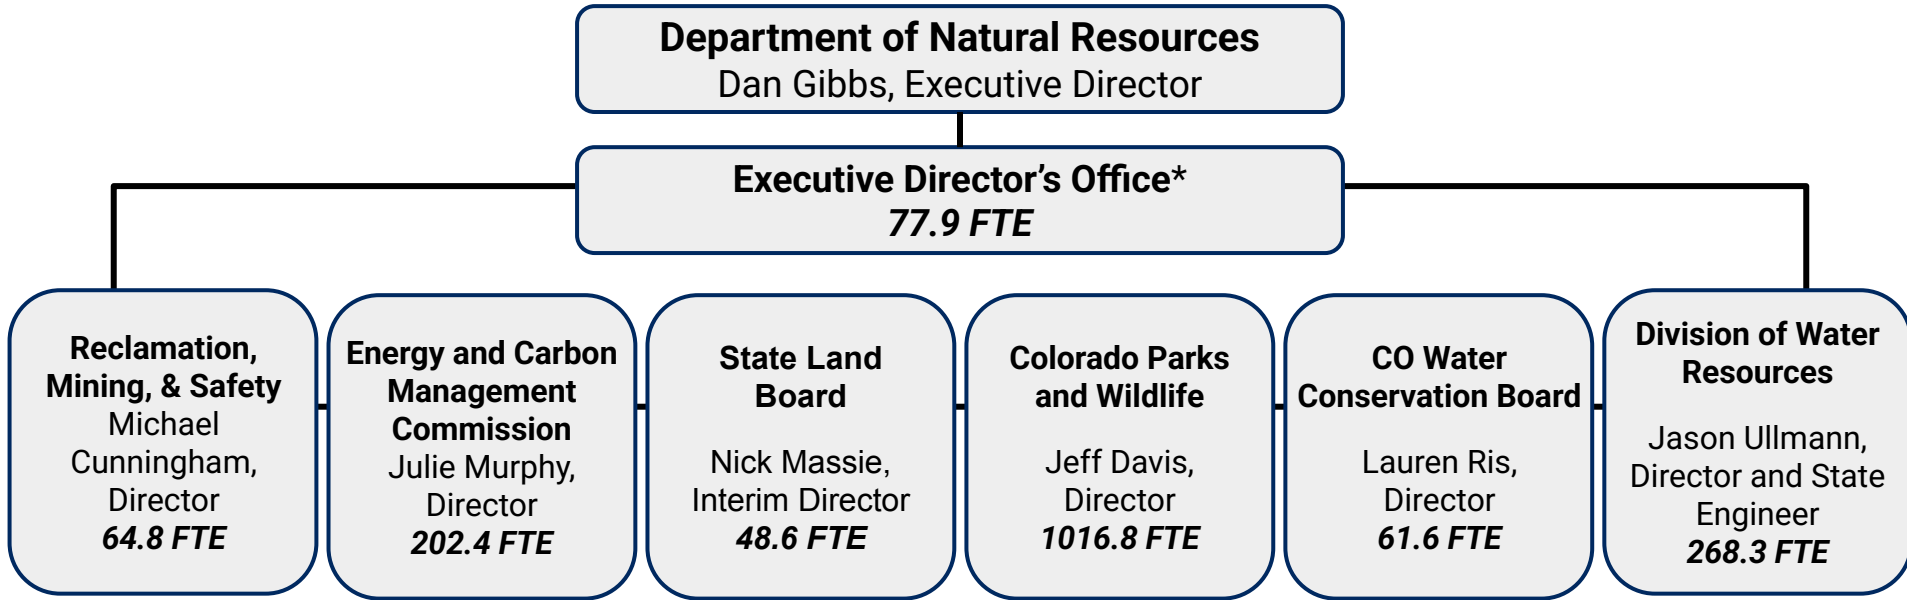 Department of Natural Resources
Dan Gibbs, Executive Director
Executive Director’s Office*
77.9 FTE
Reclamation,
Mining, & Safety
Michael
Cunningham,
Director
64.8 FTE
Energy and Carbon
Management
Commission
Julie Murphy,
Director
202.4 FTE
State Land
Board
Nick Massie,
Interim Director
48.6 FTE
Colorado Parks
and Wildlife
Jeff Davis,
Director
1016.8 FTE
CO Water
Conservation Board
Lauren Ris,
Director
61.6 FTE
Division of Water
Resources
Jason Ullmann,
Director and State
Engineer
268.3 FTE